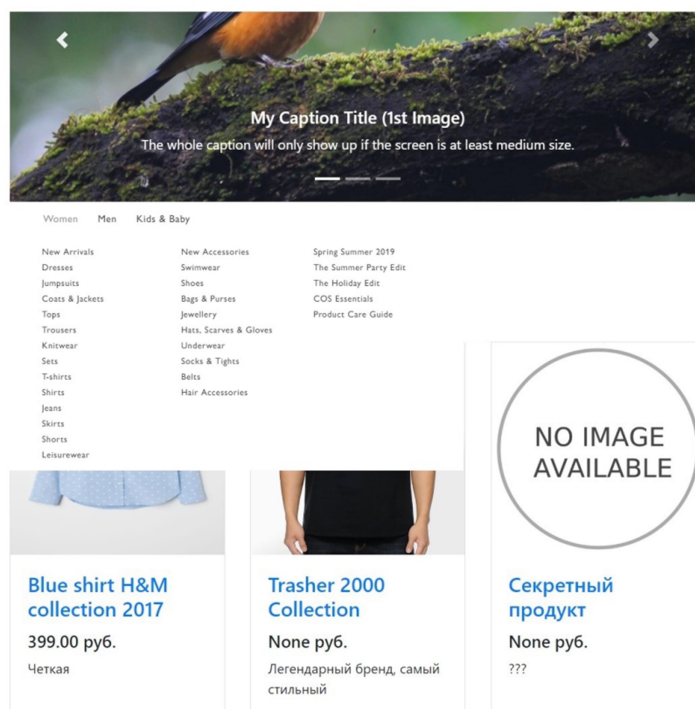 My Caption Title (1st Image)
The whole caption will only show up if the screen is at least medium size.
Women Men Kids & Baby
New Arrivals
Dresses
Jumpsuits
Coats & Jackets
Tops
Trousers
Knitwear
Sets
T-shirts
Shirts
Jeans
Skirts
Shorts
Leisurewear
New Accessories
Swimwear
Shoes
Bags & Purses
Jewellery
Hats, Scarves & Gloves
Underwear
Socks & Tights
Belts
Hair Accessories
Spring Summer 2019
The Summer Party Edit
The Holiday Edit
COS Essentials
Product Care Guide
NO IMAGE
AVAILABLE
Blue shirt H&M
collection 2017
399.00 руб.
Четкая
Trasher 2000
Collection
None руб.
Легендарный бренд, самый
стильный
Секретный
продукт
None руб.
???